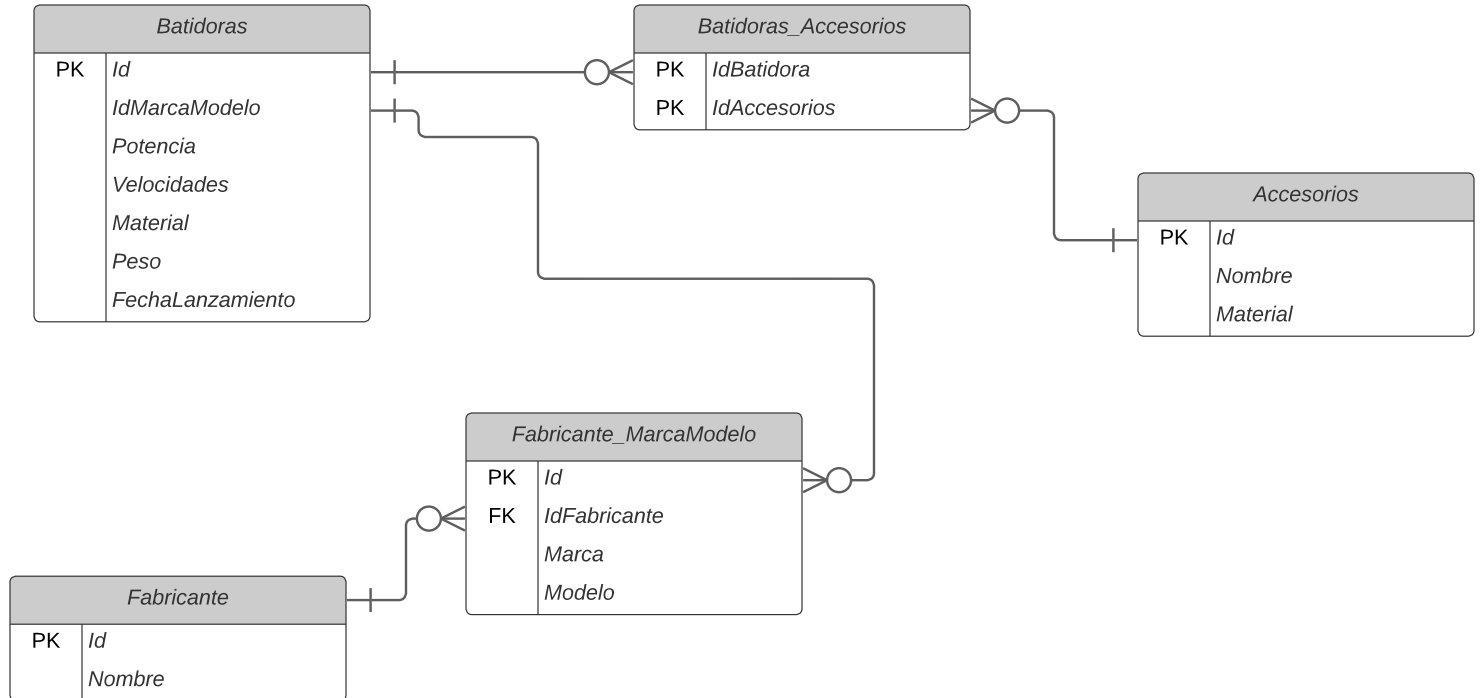 Batidoras
PK Id
IdMarcaModelo
Potencia
Velocidades
Material
Peso
FechaLanzamiento
Batidoras_Accesorios
PK IdBatidora
PK IdAccesorios
Accesorios
PK Id
Nombre
Material
Fabricante_MarcaModelo
PK Id
FK IdFabricante
Marca
Modelo
Fabricante
PK Id
Nombre